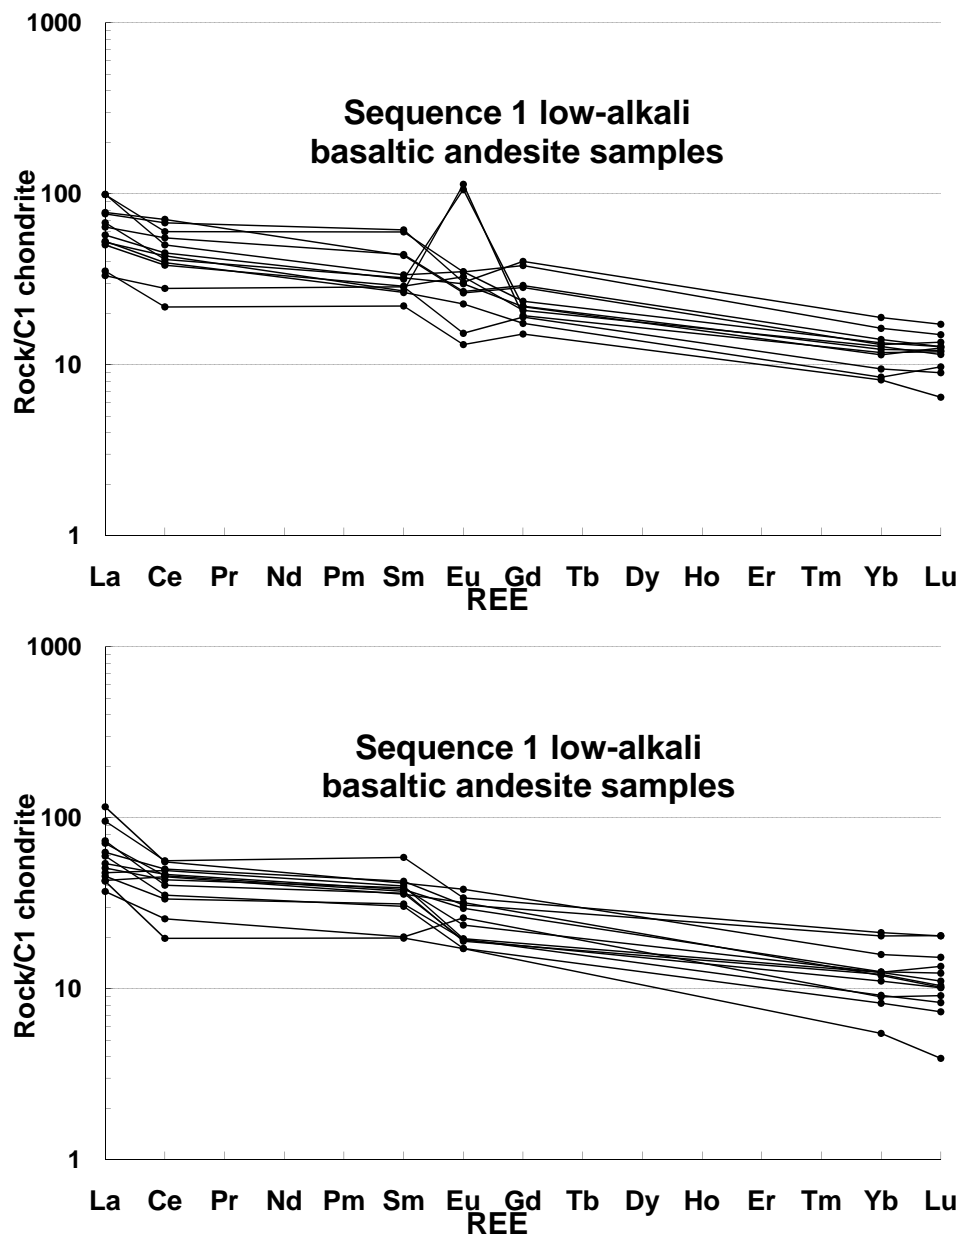 1000
Sequence 1 low-alkali
basaltic andesite samples
100
Rock/C1 chondrite
10
1
La Ce Pr Nd Pm Sm Eu Gd Tb Dy Ho Er Tm Yb Lu
REE
1000
Sequence 1 low-alkali
basaltic andesite samples
100
Rock/C1 chondrite
10
1
La Ce Pr Nd Pm Sm Eu Gd Tb Dy Ho Er Tm Yb Lu
REE